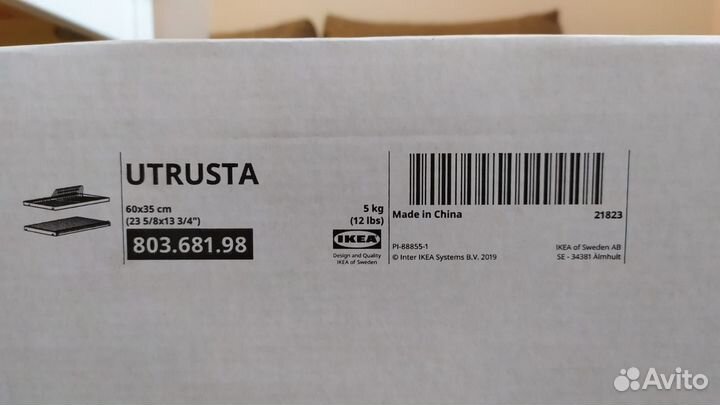 UTRUSTA
60x35 cm
(23 5/8x13 3/4")
803.681.98
5 kg
(12 lbs)
IKEA
Design and Quality
IKEA of Sweden
Made in China
21823
PI-88855-1
© Inter IKEA Systems B.V. 2019
IKEA of Sweden AB
SE - 34381 Älmhult
Avito